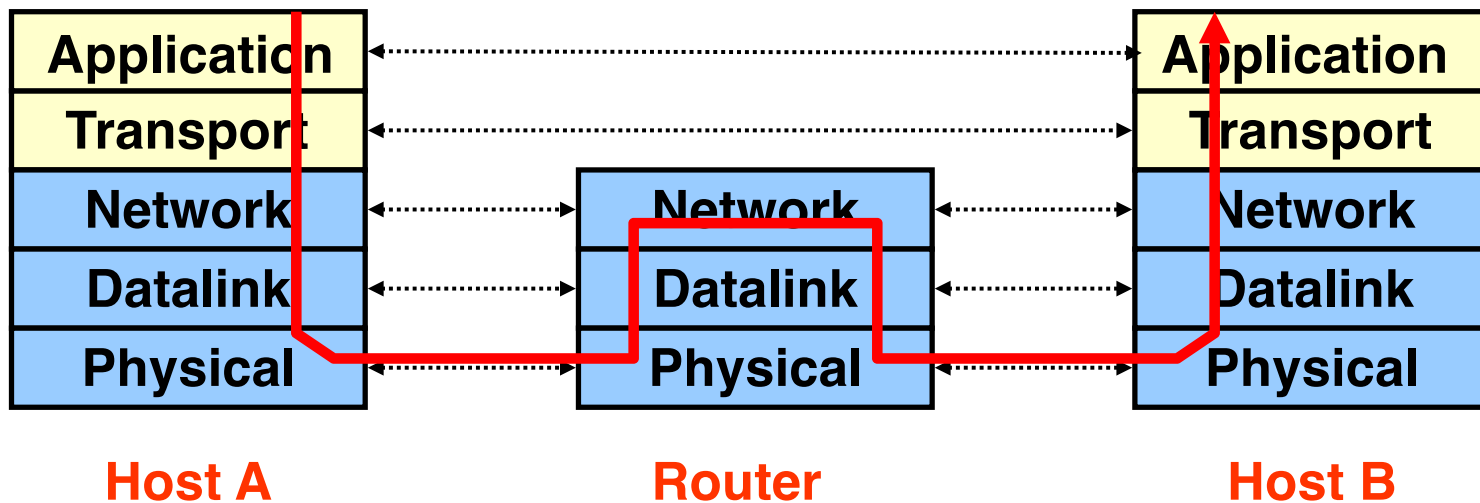 Application
Transport
Network
Datalink
Physical
Host A
Network
Datalink
Physical
Router
Application
Transport
Network
Datalink
Physical
Host B